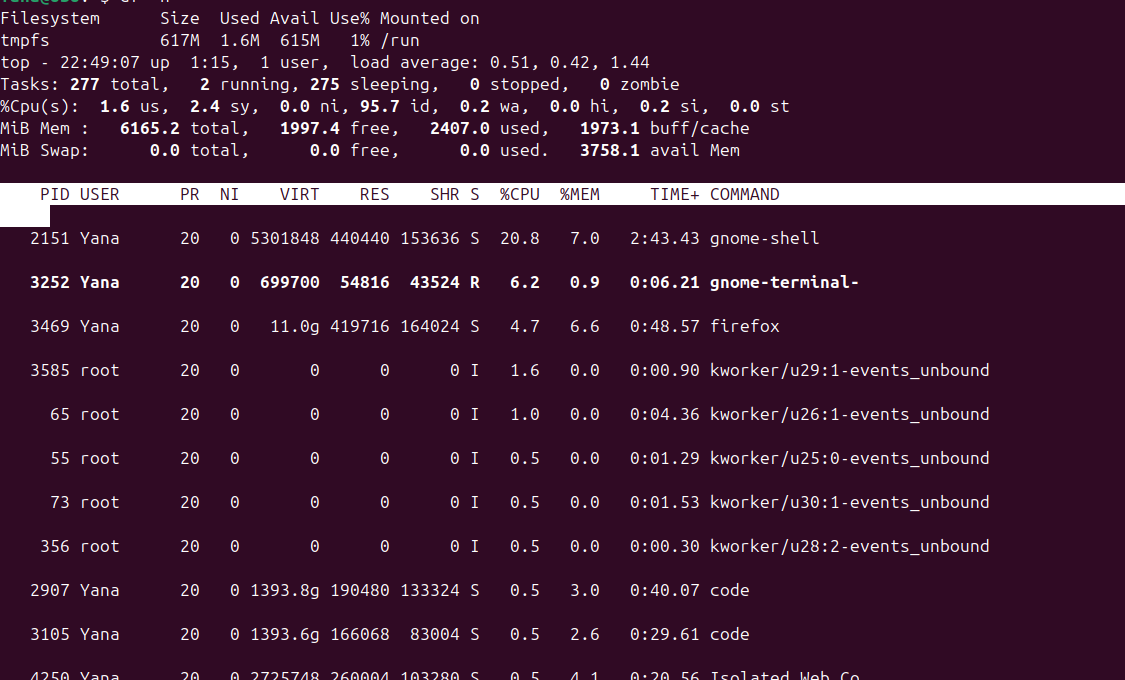 Filesystem      Size  Used Avail Use% Mounted on
tmpfs           617M  1.6M  615M   1% /run
top - 22:49:07 up  1:15,  1 user,  load average: 0.51, 0.42, 1.44
Tasks: 277 total,   2 running, 275 sleeping,   0 stopped,   0 zombie
%Cpu(s):  1.6 us,  2.4 sy,  0.0 ni, 95.7 id,  0.2 wa,  0.0 hi,  0.2 si,  0.0 st
MiB Mem :   6165.2 total,   1997.4 free,   2407.0 used,   1973.1 buff/cache
MiB Swap:      0.0 total,      0.0 free,      0.0 used.   3758.1 avail Mem
    PID USER      PR  NI    VIRT    RES    SHR S  %CPU  %MEM     TIME+ COMMAND
   2151 Yana      20   0 5301848 440440 153636 S  20.8   7.0   2:43.43 gnome-shell
   3252 Yana      20   0  699700  54816  43524 R   6.2   0.9   0:06.21 gnome-terminal-
   3469 Yana      20   0   11.0g 419716 164024 S   4.7   6.6   0:48.57 firefox
   3585 root      20   0       0      0      0 I   1.6   0.0   0:00.90 kworker/u29:1-events_unbound
     65 root      20   0       0      0      0 I   1.0   0.0   0:04.36 kworker/u26:1-events_unbound
     55 root      20   0       0      0      0 I   0.5   0.0   0:01.29 kworker/u25:0-events_unbound
     73 root      20   0       0      0      0 I   0.5   0.0   0:01.53 kworker/u30:1-events_unbound
    356 root      20   0       0      0      0 I   0.5   0.0   0:00.30 kworker/u28:2-events_unbound
   2907 Yana      20   0 1393.8g 190480 133324 S   0.5   3.0   0:40.07 code
   3105 Yana      20   0 1393.6g 166068  83004 S   0.5   2.6   0:29.61 code
   4250 Yana      20   0 2725748 260004 103280 S   0.5   4.1   0:20.56 Isolated Web Co